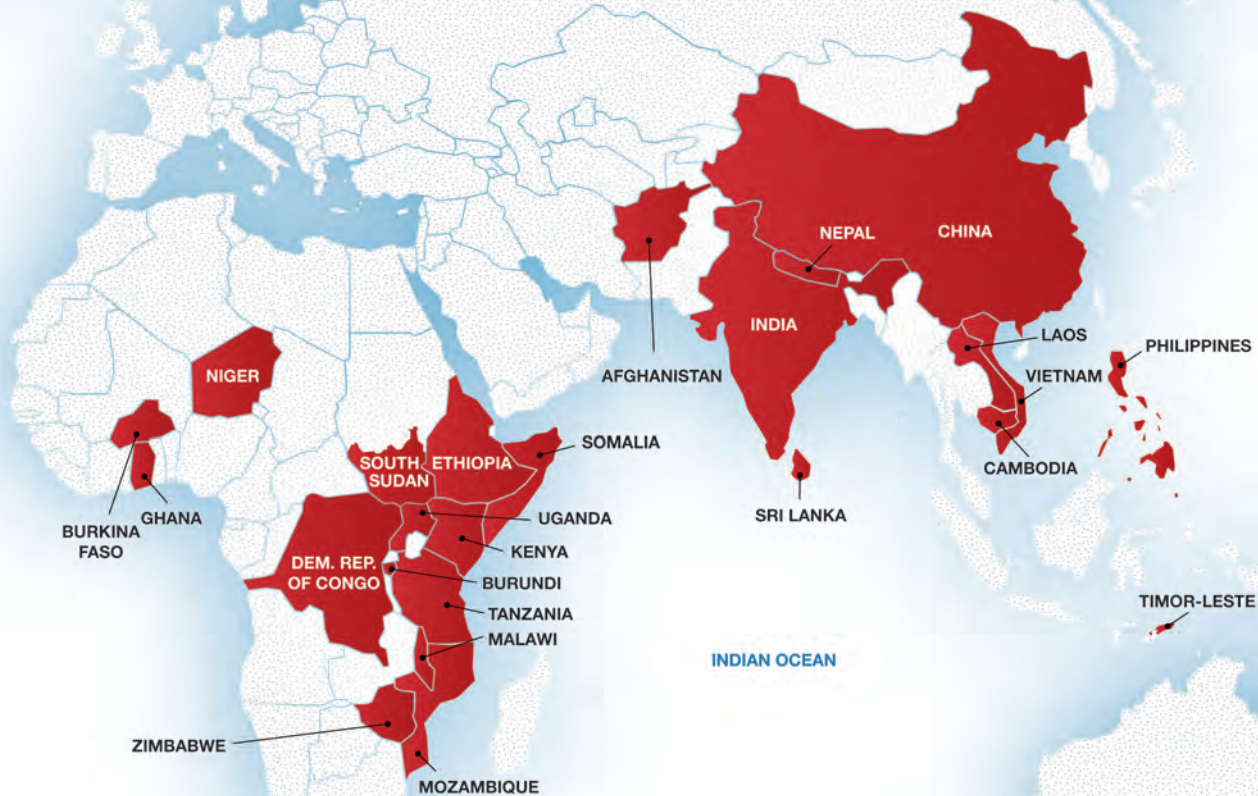 NEPAL
CHINA
INDIA
LAOS
PHILIPPINES
NIGER
AFGHANISTAN
VIETNAM
SOMALIA
SOUTH
SUDAN
ETHIOPIA
CAMBODIA
GHANA
BURKINA
FASO
UGANDA
SRI LANKA
KENYA
DEM. REP.
OF CONGO
BURUNDI
TANZANIA
TIMOR-LESTE
MALAWI
INDIAN OCEAN
ZIMBABWE
MOZAMBIQUE